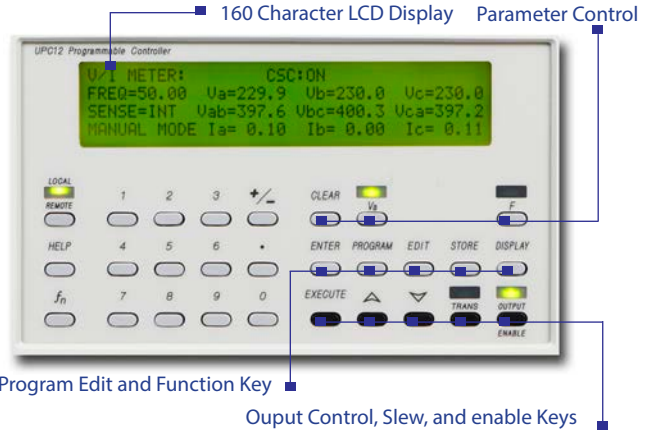 160 Character LCD Display
Parameter Control
UPC12 Programmable Controller
V/I METER: CSC:ON
FREQ=50.00 Va=229.9 Vb=230.0 Vc=230.0
SENSE=INT Vab=397.6 Vbc=400.3 Vca=397.2
MANUAL MODE Ia= 0.10 Ib= 0.00 Ic= 0.11
LOCAL
REMOTE
1 2 3 +/_ CLEAR Va F
HELP 4 5 6 . ENTER PROGRAM EDIT STORE DISPLAY
fn 7 8 9 0 EXECUTE TRANS OUTPUT
ENABLE
Program Edit and Function Key
Ouput Control, Slew, and enable Keys